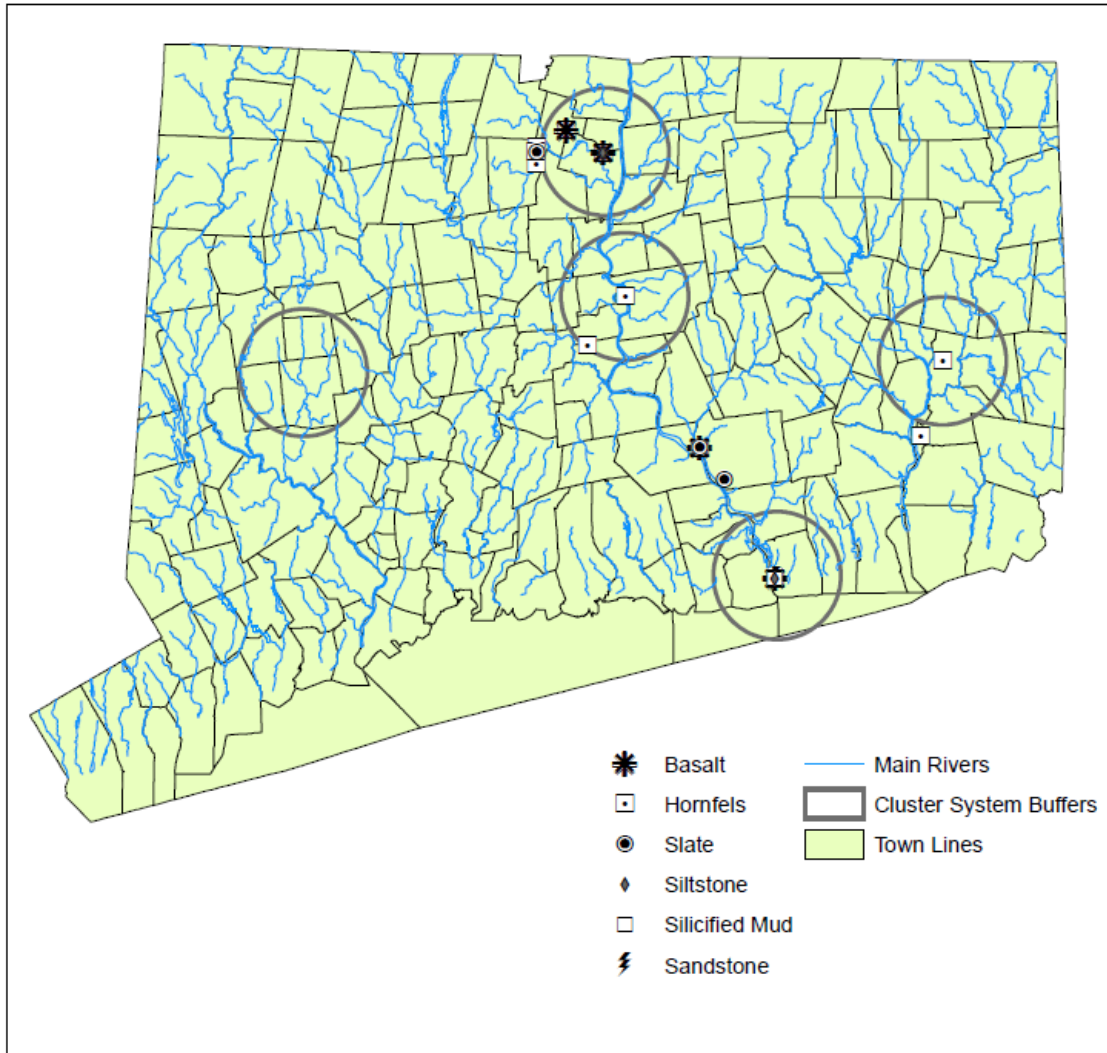 Basalt
Hornfels
Slate
Siltstone
Silicified Mud
Sandstone
Main Rivers
Cluster System Buffers
Town Lines